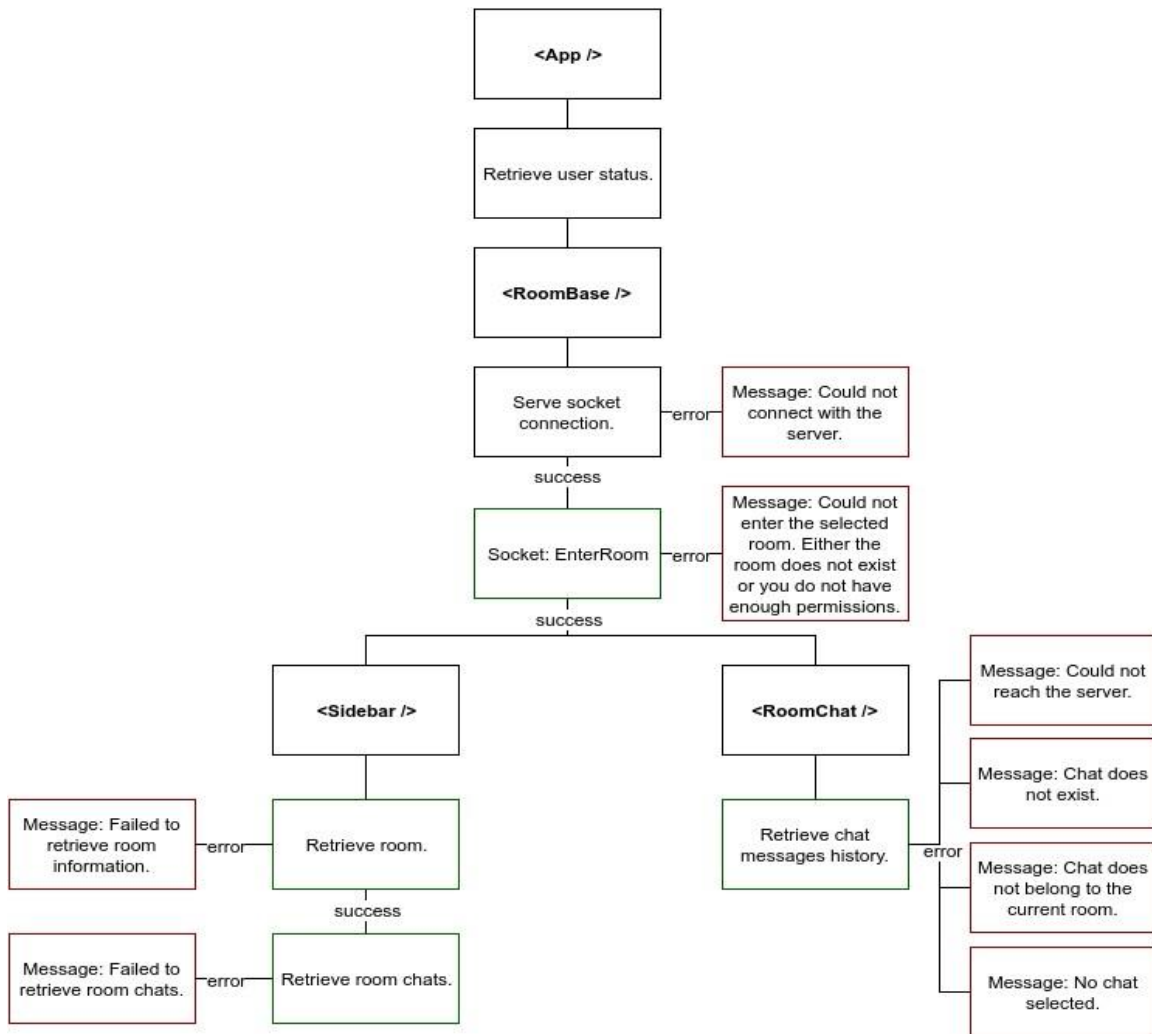 <App />
Retrieve user status.
<RoomBase />
Serve socket
connection.
error
Message: Could not
connect with the
server.
success
Socket: EnterRoom
error
Message: Could not
enter the selected
room. Either the
room does not exist
or you do not have
enough permissions.
success
<Sidebar />
<RoomChat />
Message: Could not
reach the server.
Message: Chat does
not exist.
Message: Failed to
retrieve room
information.
error
Retrieve room.
Retrieve chat
messages history.
error
Message: Chat does
not belong to the
current room.
success
Message: Failed to
retrieve room chats.
error
Retrieve room chats.
Message: No chat
selected.